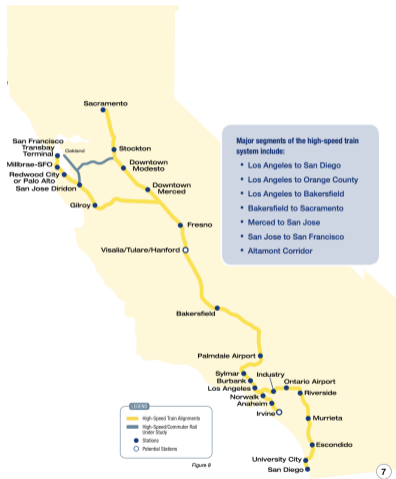 Sacramento
San Francisco
Transbay
Terminal
Oakland
Stockton
Millbrae-SFO
Downtown
Modesto
Redwood City
or Palo Alto
San Jose Diridon
Downtown
Merced
Gilroy
Fresno
Visalia/Tulare/Hanford
Bakersfield
Palmdale Airport
Sylmar
Industry
Burbank
Ontario Airport
Los Angeles
Riverside
Norwalk
Anaheim
Irvine
Murrieta
Escondido
University City
San Diego
Major segments of the high-speed train
system include:
• Los Angeles to San Diego
• Los Angeles to Orange County
• Los Angeles to Bakersfield
• Bakersfield to Sacramento
• Merced to San Jose
• San Jose to San Francisco
• Altamont Corridor
LEGEND
High-Speed Train Alignments
High-Speed/Commuter Rail
Under Study
Stations
Potential Stations
Figure 8
7